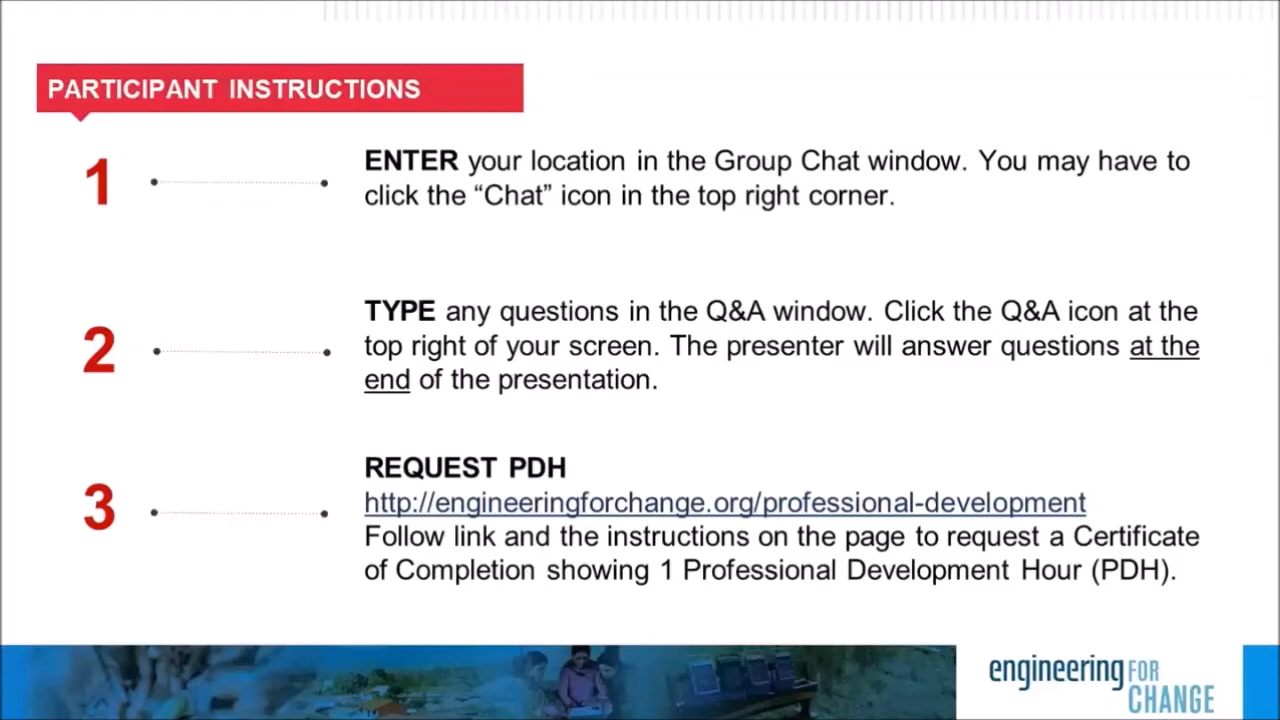 PARTICIPANT INSTRUCTIONS
1
ENTER your location in the Group Chat window. You may have to
click the “Chat” icon in the top right corner.
2
TYPE any questions in the Q&A window. Click the Q&A icon at the
top right of your screen. The presenter will answer questions at the
end of the presentation.
3
REQUEST PDH
http://engineeringforchange.org/professional-development
Follow link and the instructions on the page to request a Certificate
of Completion showing 1 Professional Development Hour (PDH).
engineering FOR
CHANGE